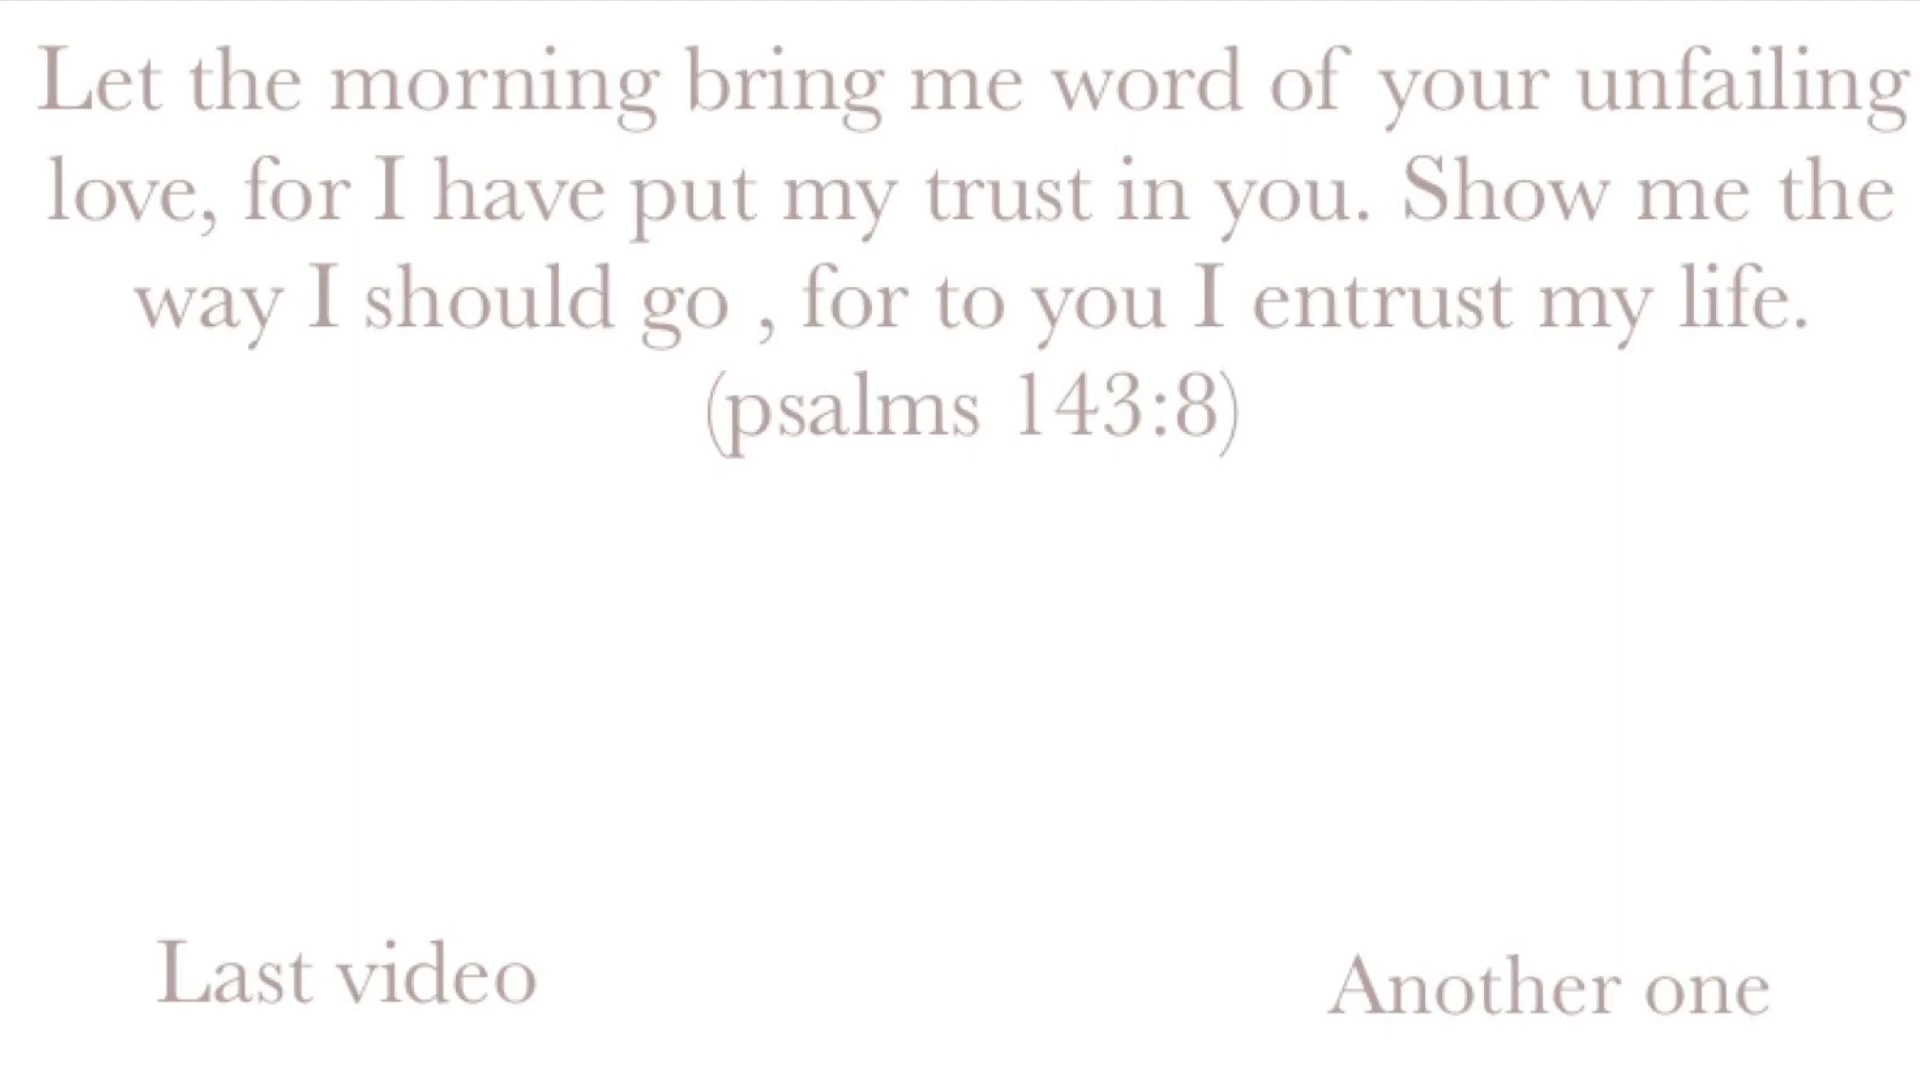 Let the morning bring me word of your unfailing
love, for I have put my trust in you. Show me the
way I should go , for to you I entrust my life.
(psalms 143:8)
Last video
Another one